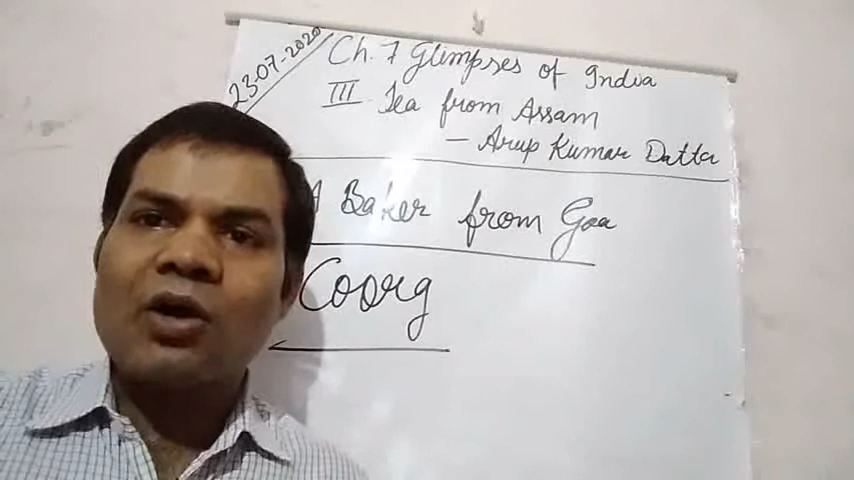 23-07-2020
Ch. 7 Glimpses of India
III Tea from Assam
- Arup Kumar Datta
A Baker from Goa
Coorg